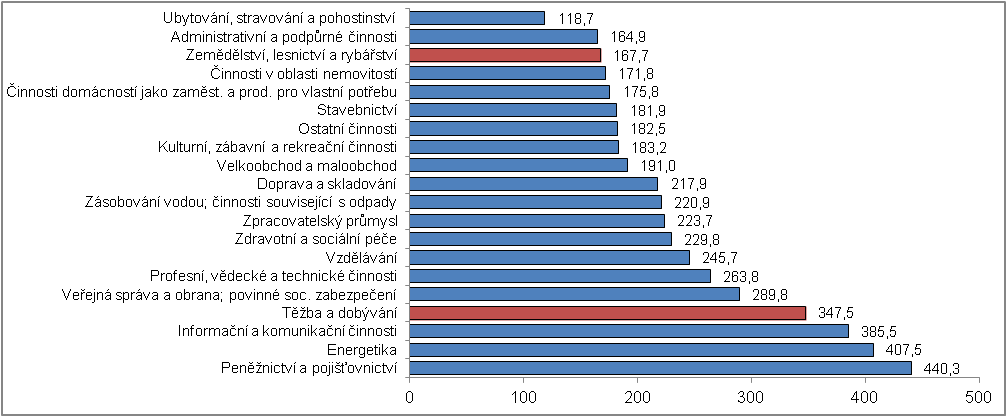 Ubytování, stravování a pohostinství 118,7
Administrativní a podpůrné činnosti 164,9
Zemědělství, lesnictví a rybářství 167,7
Činnosti v oblasti nemovitostí 171,8
Činnosti domácností jako zaměst. a prod. pro vlastní potřebu 175,8
Stavebnictví 181,9
Ostatní činnosti 182,5
Kulturní, zábavní a rekreační činnosti 183,2
Velkoobchod a maloobchod 191,0
Doprava a skladování 217,9
Zásobování vodou; činnosti související s odpady 220,9
Zpracovatelský průmysl 223,7
Zdravotní a sociální péče 229,8
Vzdělávání 245,7
Profesní, vědecké a technické činnosti 263,8
Veřejná správa a obrana; povinné soc. zabezpečení 289,8
Těžba a dobývání 347,5
Informační a komunikační činnosti 385,5
Energetika 407,5
Peněžnictví a pojišťovnictví 440,3
0 100 200 300 400 500